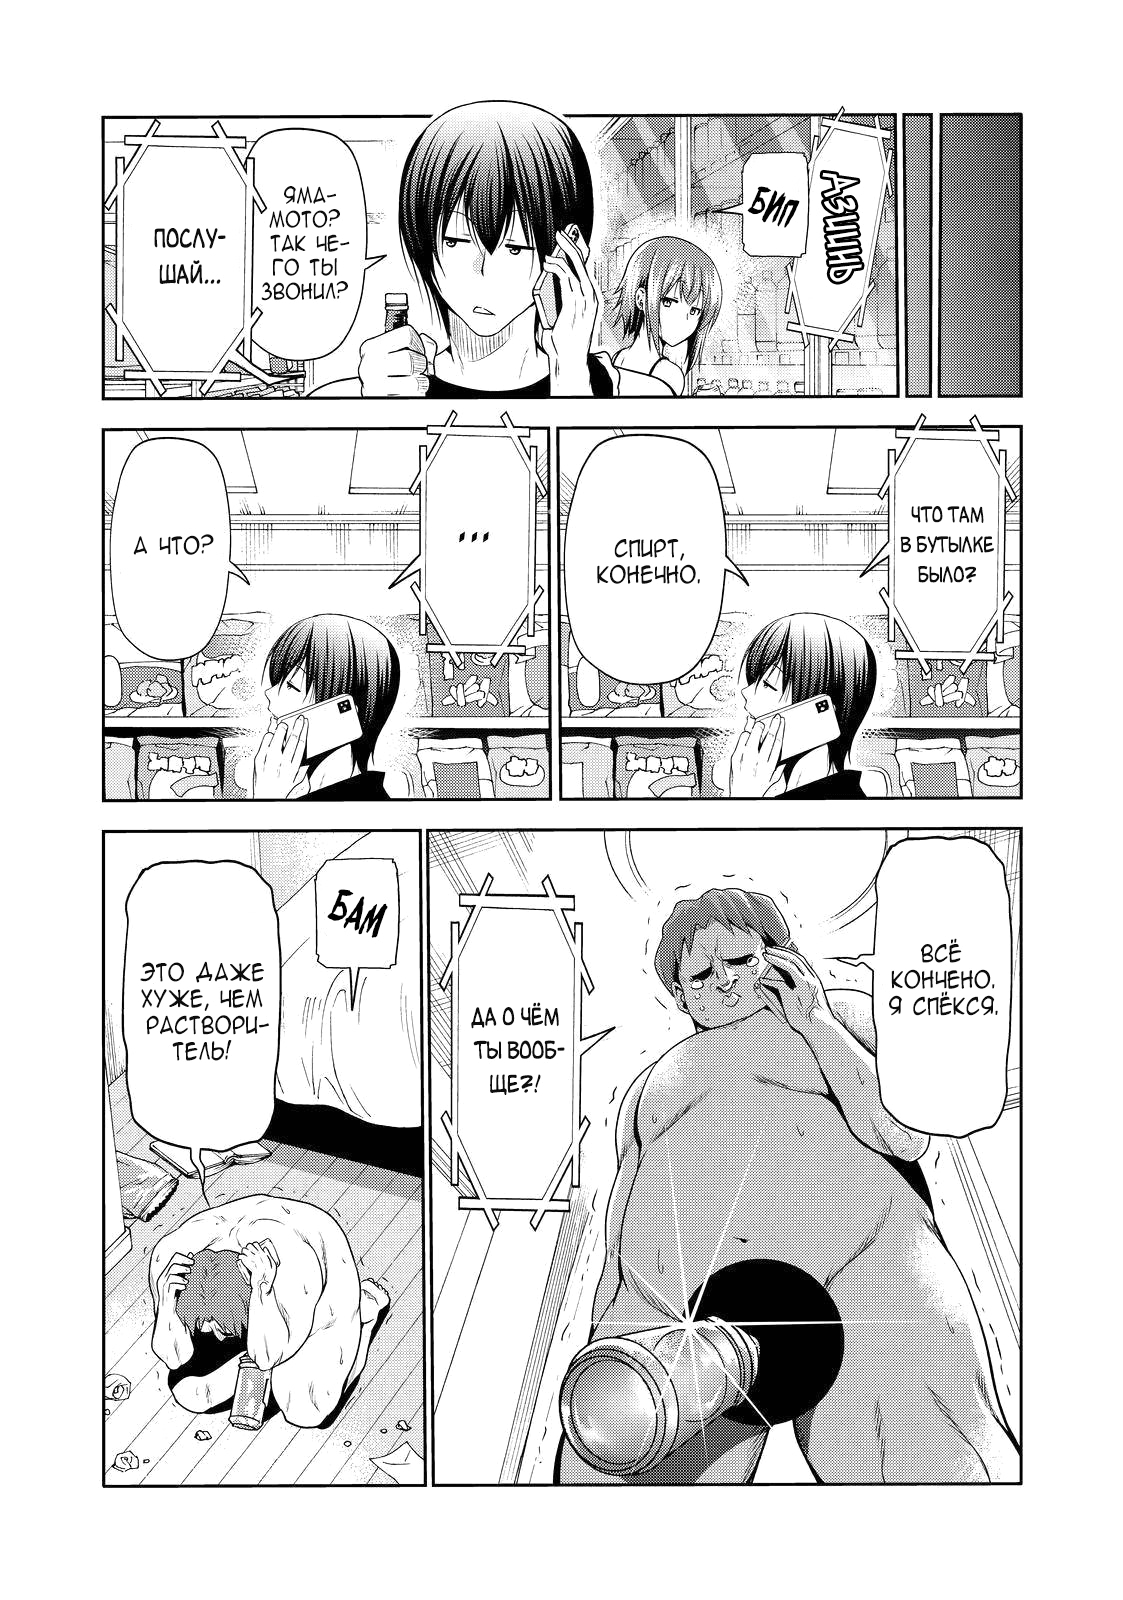 АЗИИИНЬ
БИП
ЯМА-
МОТО?
ТАК ЧЕ-
ГО ТЫ
ЗВОНИЛ?
ПОСЛУ-
ШАЙ...
ЧТО ТАМ
В БУТЫЛКЕ
БЫЛО?
СПИРТ,
КОНЕЧНО.
...
А ЧТО?
ВСЁ
КОНЧЕНО.
Я СПЁКСЯ.
ДА О ЧЁМ
ТЫ ВООБ-
ЩЕ?!
БАМ
ЭТО ДАЖЕ
ХУЖЕ, ЧЕМ
РАСТВОРИ-
ТЕЛЬ!